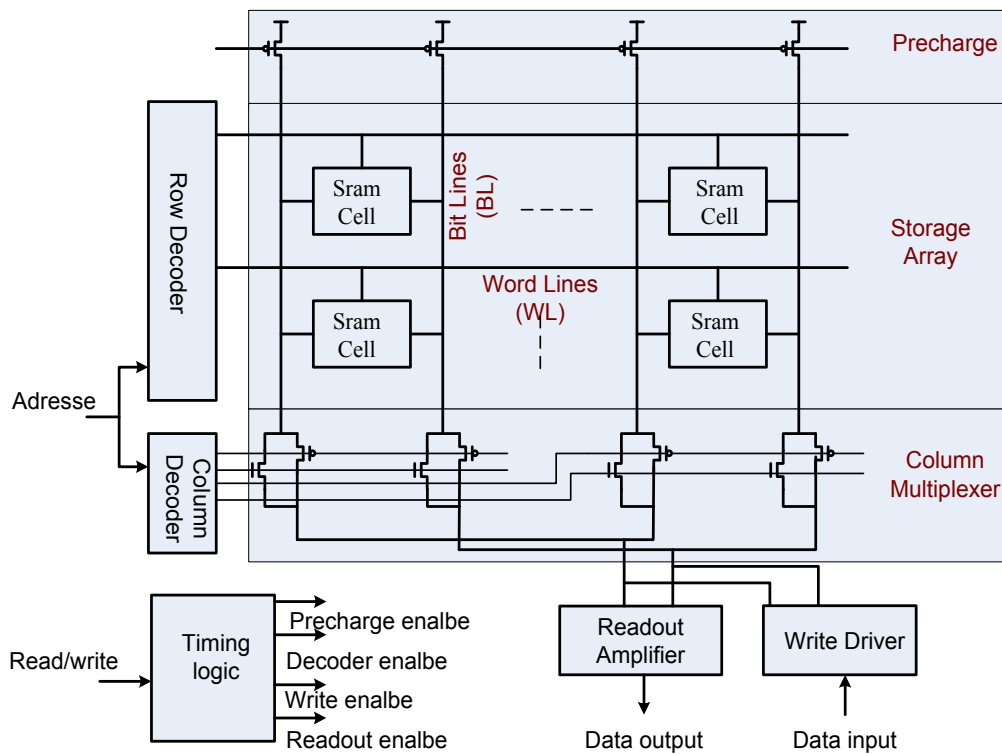 Precharge
Row Decoder
Sram
Cell
Bit Lines
(BL)
Sram
Cell
Storage
Array
Word Lines
(WL)
Sram
Cell
Sram
Cell
Adresse
Column
Decoder
Column
Multiplexer
Read/write
Timing
logic
Precharge enalbe
Decoder enalbe
Write enalbe
Readout enalbe
Readout
Amplifier
Write Driver
Data output
Data input